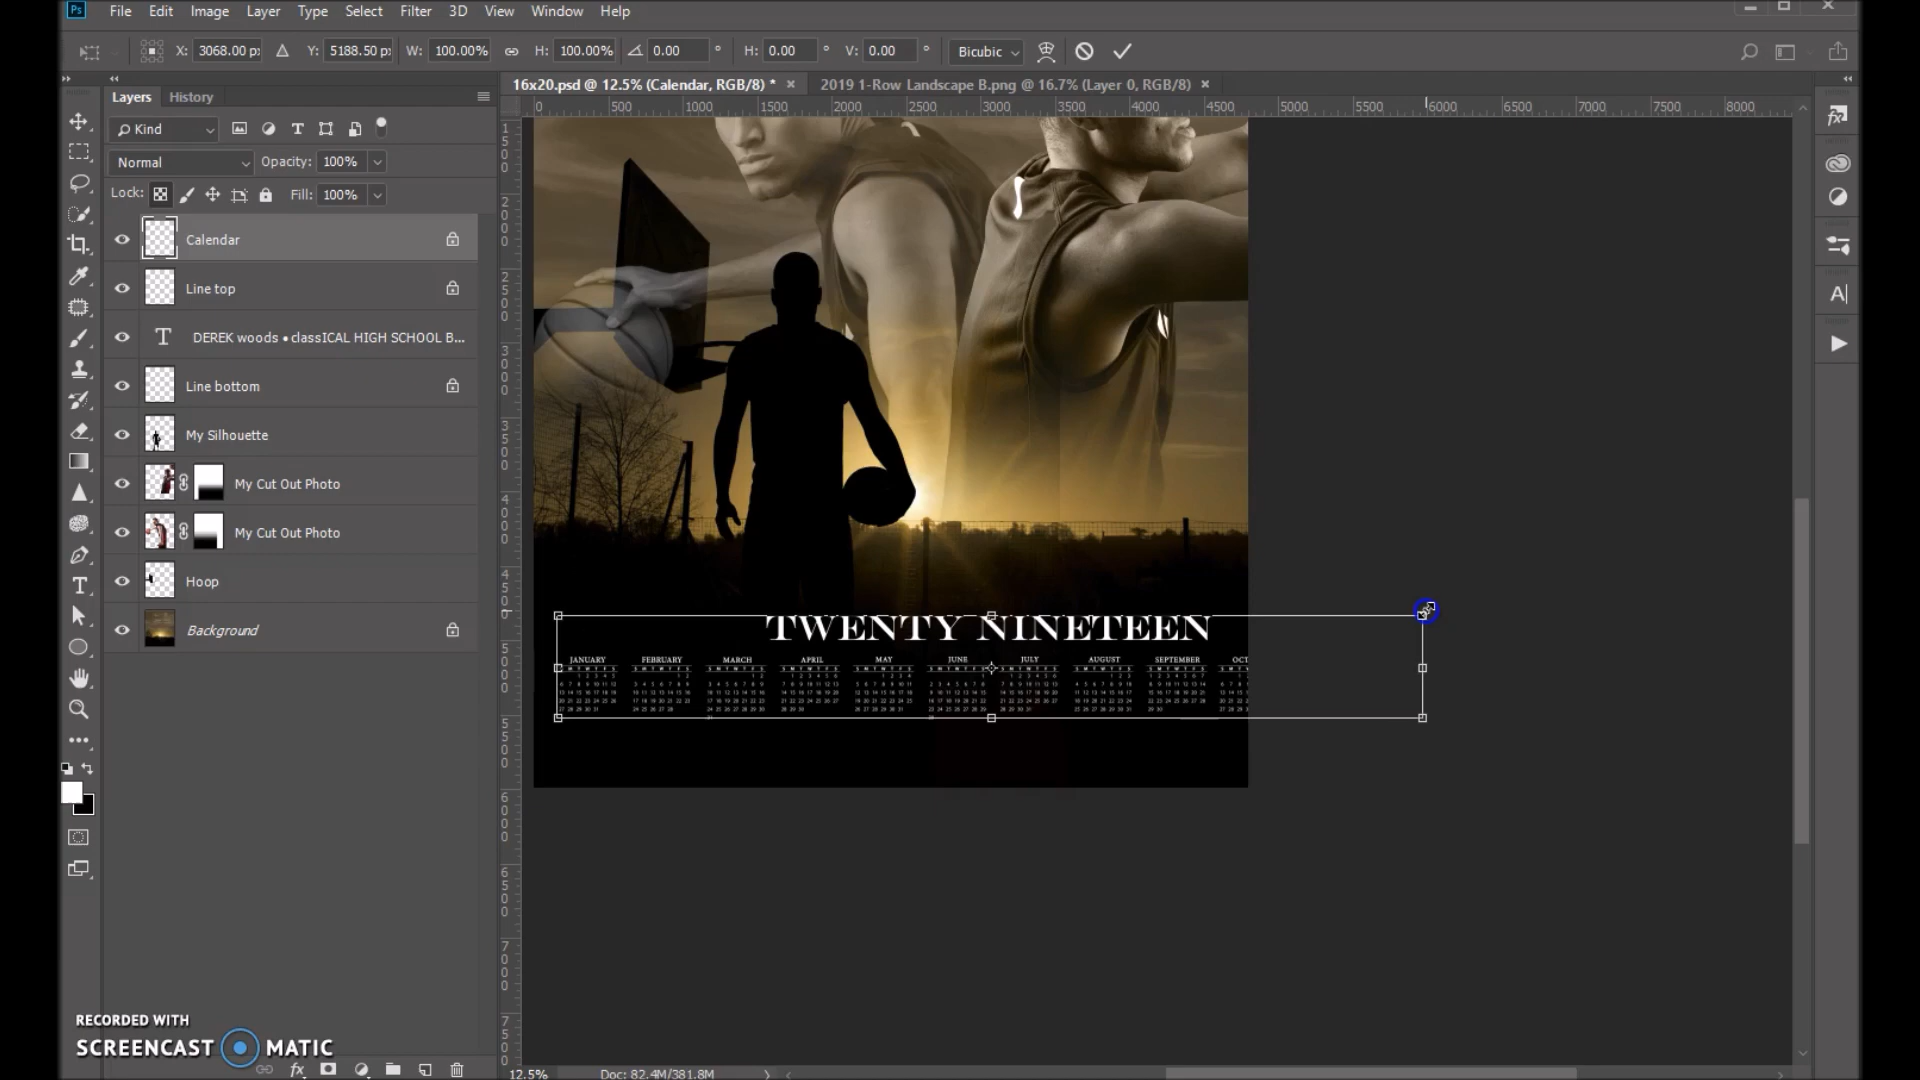 Ps File Edit Image Layer Type Select Filter 3D View Window Help
X: 3068.00 p: Y: 5188.50 p: W: 100.00% H: 100.00% 0.00 ° H: 0.00 ° V: 0.00 ° Bicubic
Layers History
16x20.psd @ 12.5% (Calendar, RGB/8) * × 2019 1-Row Landscape B.png @ 16.7% (Layer 0, RGB/8) ×
0 500 1000 1500 2000 2500 3000 3500 4000 4500 5000 5500 6000 6500 7000 7500 8000
Kind
Normal Opacity: 100%
Lock: Fill: 100%
Calendar
Line top
T DEREK woods • classICAL HIGH SCHOOL B...
Line bottom
My Silhouette
My Cut Out Photo
My Cut Out Photo
Hoop
Background
TWENTY NINETEEN
JANUARY FEBRUARY MARCH APRIL MAY JUNE JULY AUGUST SEPTEMBER OCT
RECORDED WITH
SCREENCAST MATIC
12.5% Doc: 82.4M/381.8M